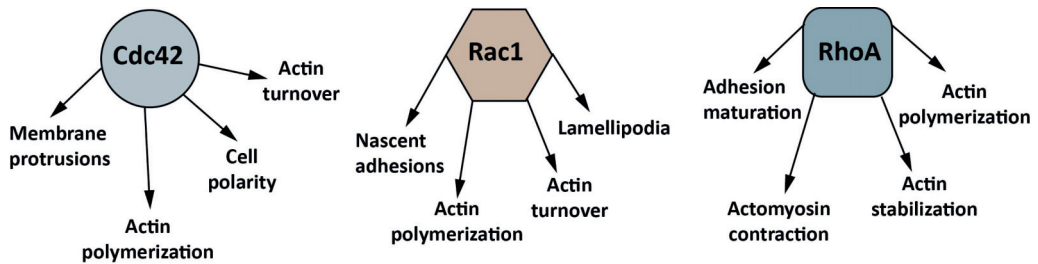 Cdc42
Actin
turnover
Membrane
protrusions
Cell
polarity
Actin
polymerization
Rac1
Lamellipodia
Nascent
adhesions
Actin
turnover
Actin
polymerization
RhoA
Adhesion
maturation
Actin
polymerization
Actin
stabilization
Actomyosin
contraction